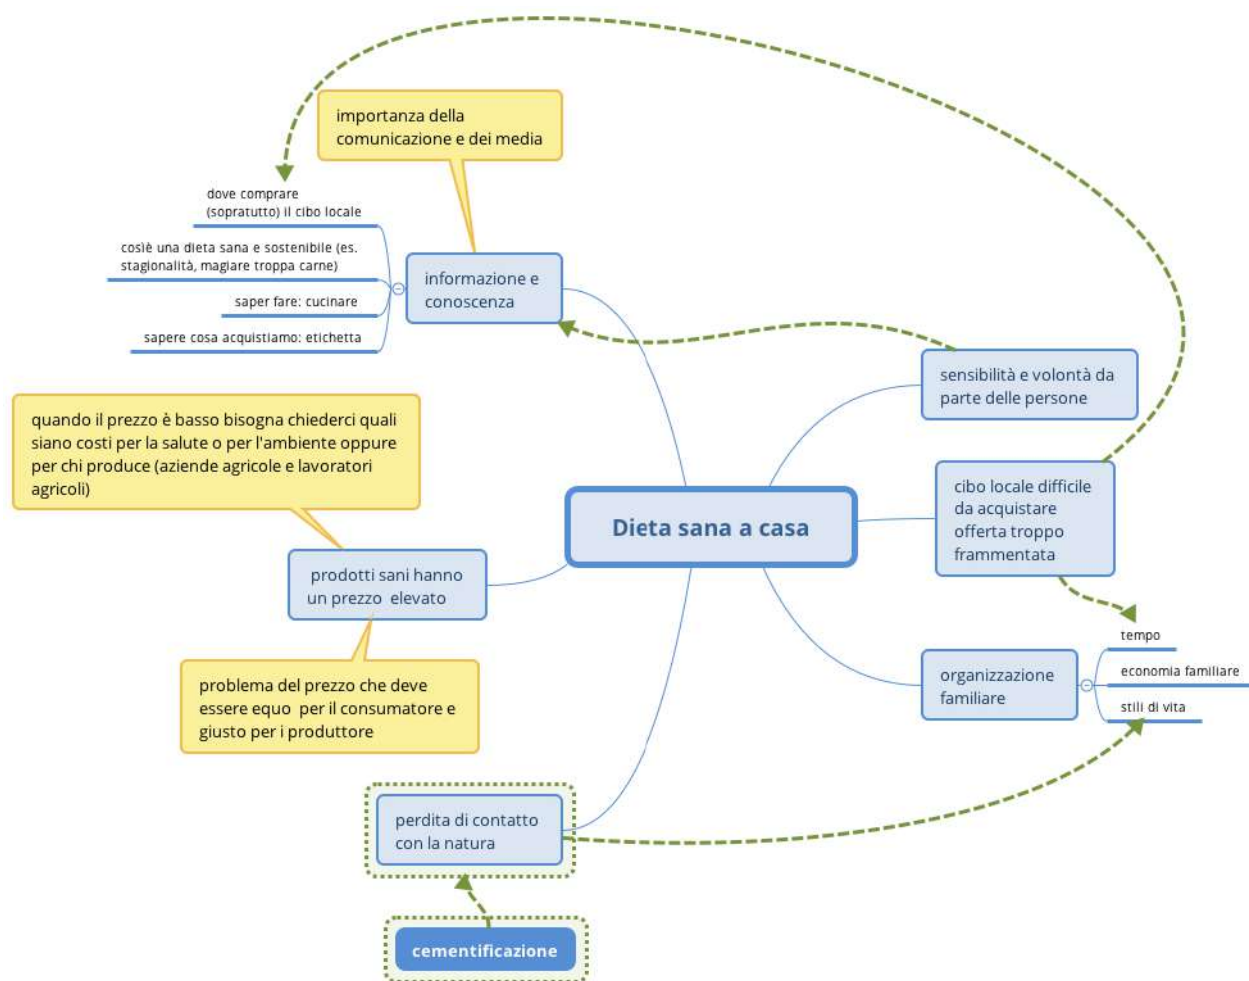 importanza della
comunicazione e dei media
dove comprare
(sopratutto) il cibo locale
cosìè una dieta sana e sostenibile (es.
stagionalità, magiare troppa carne)
saper fare: cucinare
sapere cosa acquistiamo: etichetta
informazione e
conoscenza
sensibilità e volontà da
parte delle persone
quando il prezzo è basso bisogna chiederci quali
siano costi per la salute o per l'ambiente oppure
per chi produce (aziende agricole e lavoratori
agricoli)
cibo locale difficile
da acquistare
offerta troppo
frammentata
Dieta sana a casa
prodotti sani hanno
un prezzo elevato
tempo
economia familiare
stili di vita
organizzazione
familiare
problema del prezzo che deve
essere equo per il consumatore e
giusto per i produttore
perdita di contatto
con la natura
cementificazione